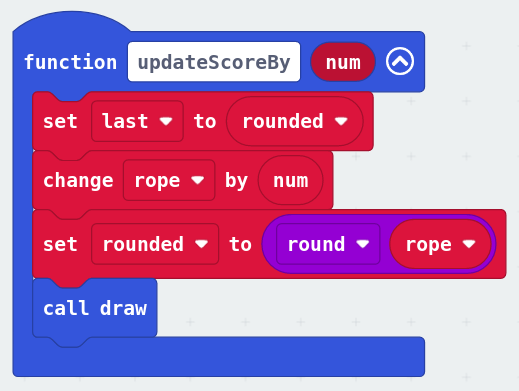 function updateScoreBy num
set last to rounded
change rope by num
set rounded to round rope
call draw